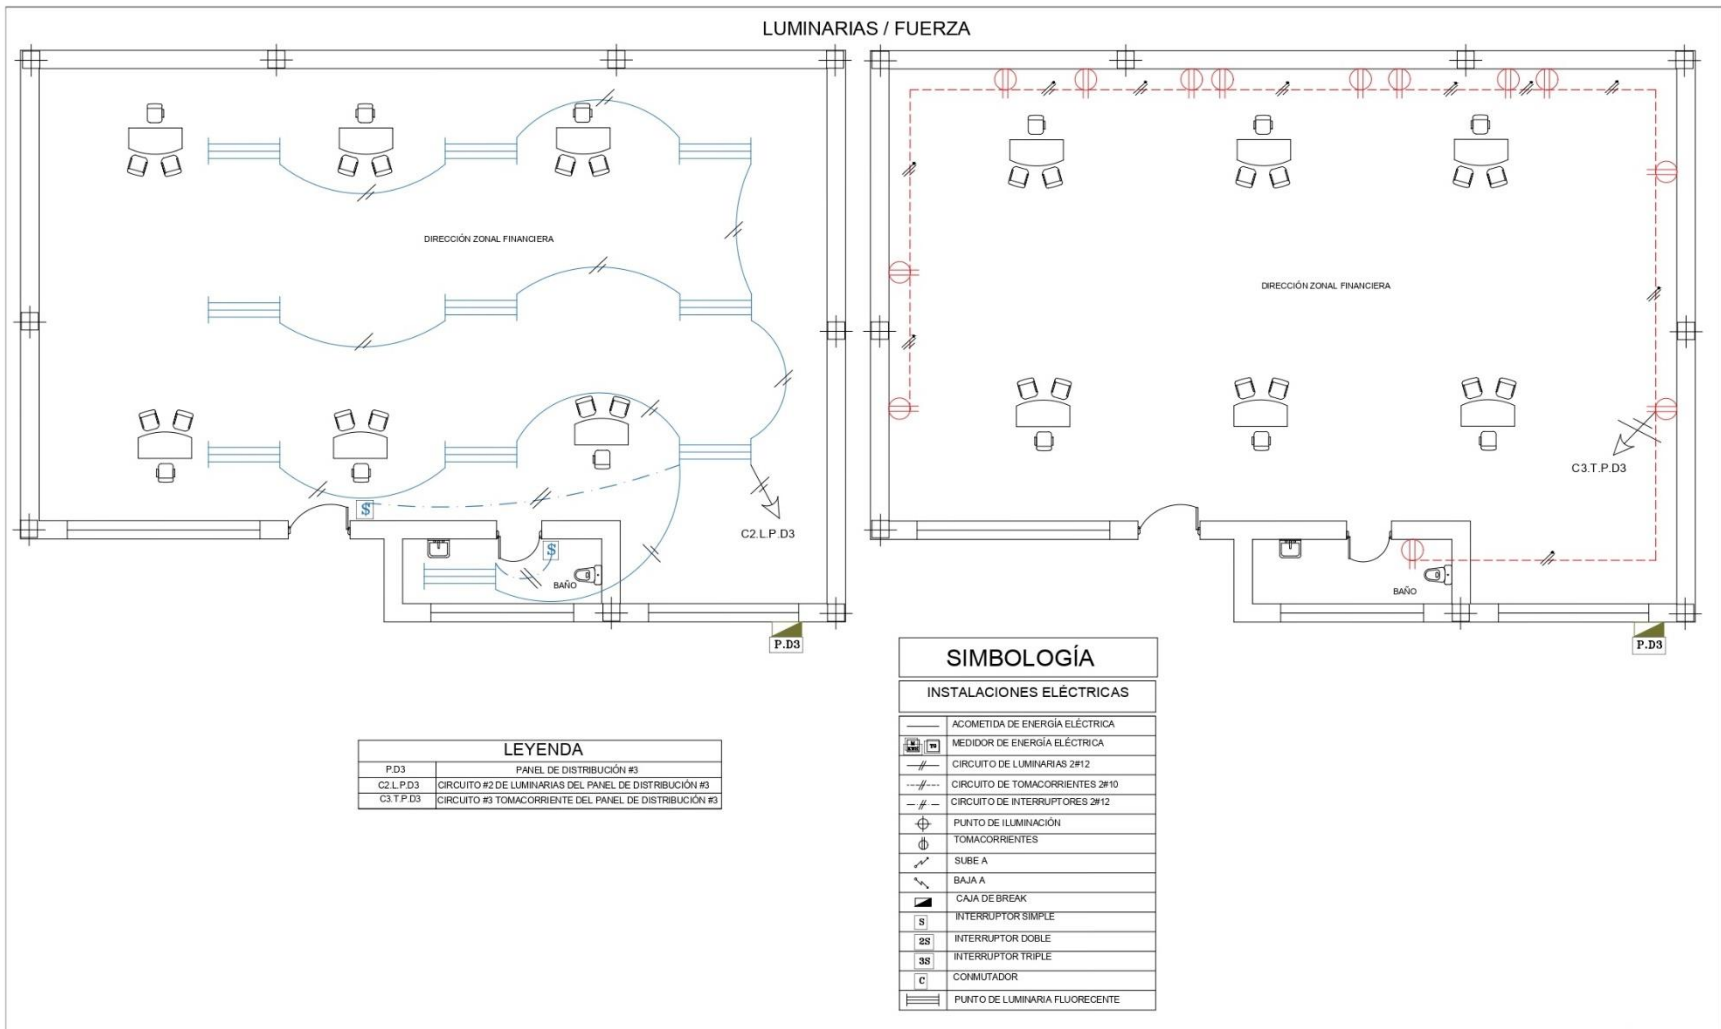 LUMINARIAS / FUERZA
DIRECCIÓN ZONAL FINANCIERA
$
C2.L.P.D3
$
BAÑO
P.D3
DIRECCIÓN ZONAL FINANCIERA
C3.T.P.D3
BAÑO
P.D3
LEYENDA
P.D3 PANEL DE DISTRIBUCIÓN #3
C2.L.P.D3 CIRCUITO #2 DE LUMINARIAS DEL PANEL DE DISTRIBUCIÓN #3
C3.T.P.D3 CIRCUITO #3 TOMACORRIENTE DEL PANEL DE DISTRIBUCIÓN #3
SIMBOLOGÍA
INSTALACIONES ELÉCTRICAS
ACOMETIDA DE ENERGÍA ELÉCTRICA
MEDIDOR DE ENERGÍA ELÉCTRICA
CIRCUITO DE LUMINARIAS 2#12
CIRCUITO DE TOMACORRIENTES 2#10
CIRCUITO DE INTERRUPTORES 2#12
PUNTO DE ILUMINACIÓN
TOMACORRIENTES
SUBE A
BAJA A
CAJA DE BREAK
S INTERRUPTOR SIMPLE
2S INTERRUPTOR DOBLE
3S INTERRUPTOR TRIPLE
C CONMUTADOR
PUNTO DE LUMINARIA FLUORECENTE